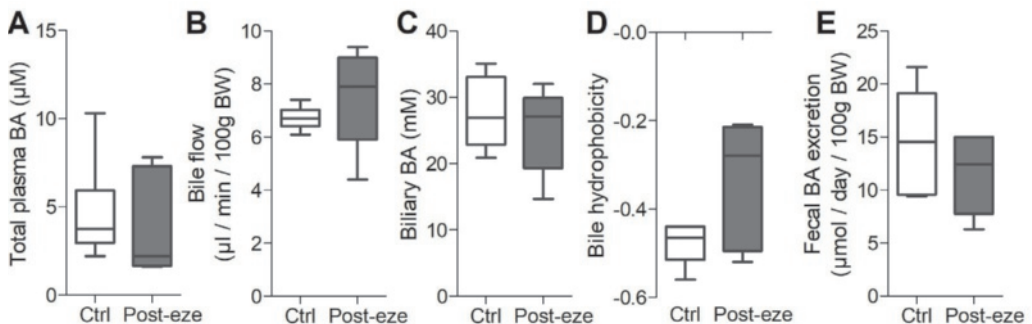 A
Total plasma BA (µM)
15
10
5
0
Ctrl Post-eze
B
Bile flow
(µl / min / 100g BW)
10
8
6
4
2
0
Ctrl Post-eze
C
Biliary BA (mM)
40
30
20
10
0
Ctrl Post-eze
D
Bile hydrophobicity
-0.0
-0.2
-0.4
-0.6
Ctrl Post-eze
E
Fecal BA excretion
(µmol / day / 100g BW)
25
20
15
10
5
0
Ctrl Post-eze